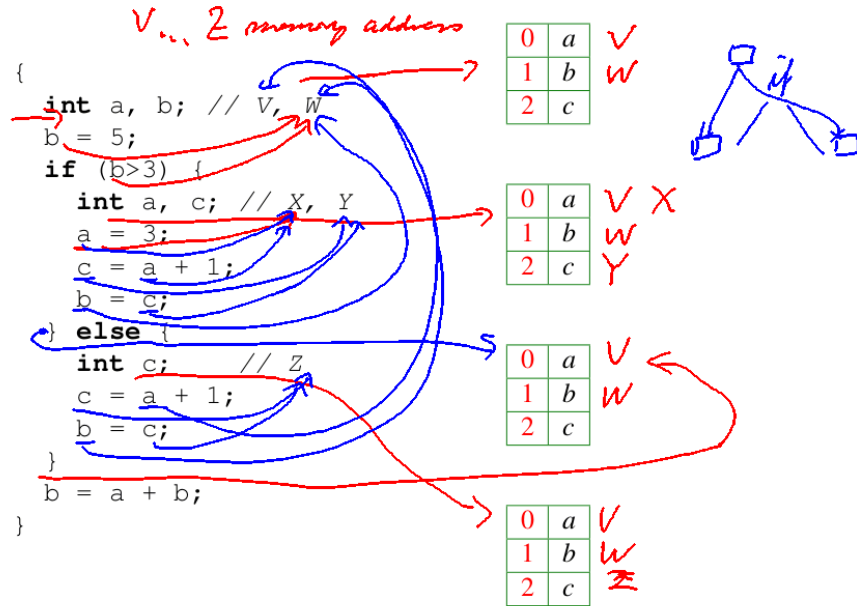 V... Z memory address
{
int a, b; // V, W
b = 5;
if (b>3) {
int a, c; // X, Y
a = 3;
c = a + 1;
b = c;
} else {
int c; // Z
c = a + 1;
b = c;
}
b = a + b;
}
0 a V
1 b W
2 c
if
0 a V X
1 b W
2 c Y
0 a V
1 b W
2 c
0 a V
1 b W
2 c Z